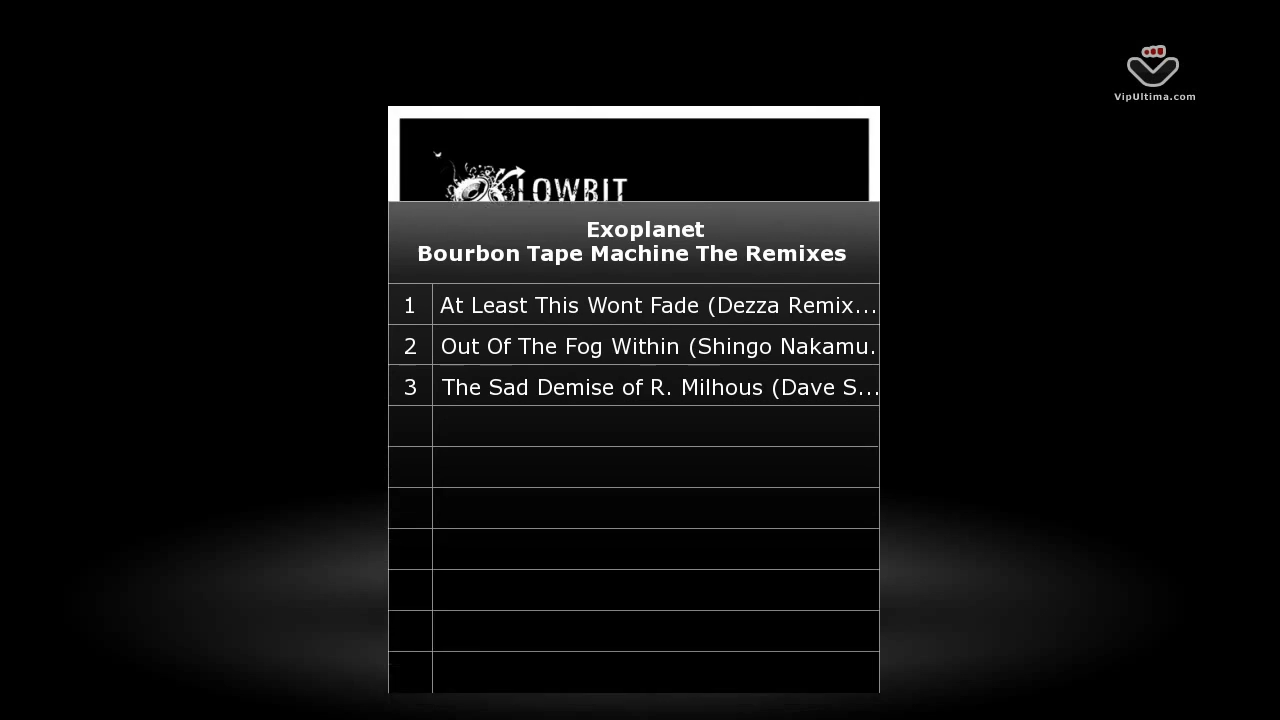 VipUltima.com
LOWBIT
Exoplanet
Bourbon Tape Machine The Remixes
1 At Least This Wont Fade (Dezza Remix...
2 Out Of The Fog Within (Shingo Nakamu.
3 The Sad Demise of R. Milhous (Dave S...